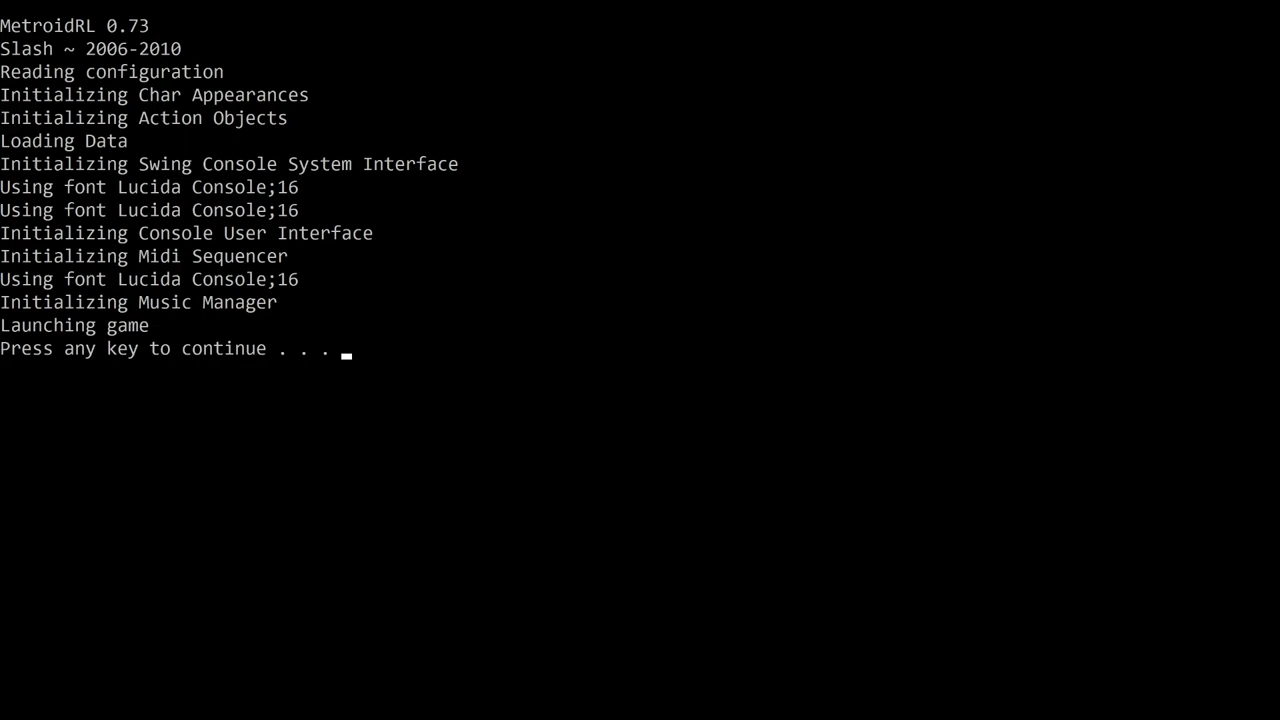 MetroidRL 0.73
Slash ~ 2006-2010
Reading configuration
Initializing Char Appearances
Initializing Action Objects
Loading Data
Initializing Swing Console System Interface
Using font Lucida Console;16
Using font Lucida Console;16
Initializing Console User Interface
Initializing Midi Sequencer
Using font Lucida Console;16
Initializing Music Manager
Launching game
Press any key to continue . . .